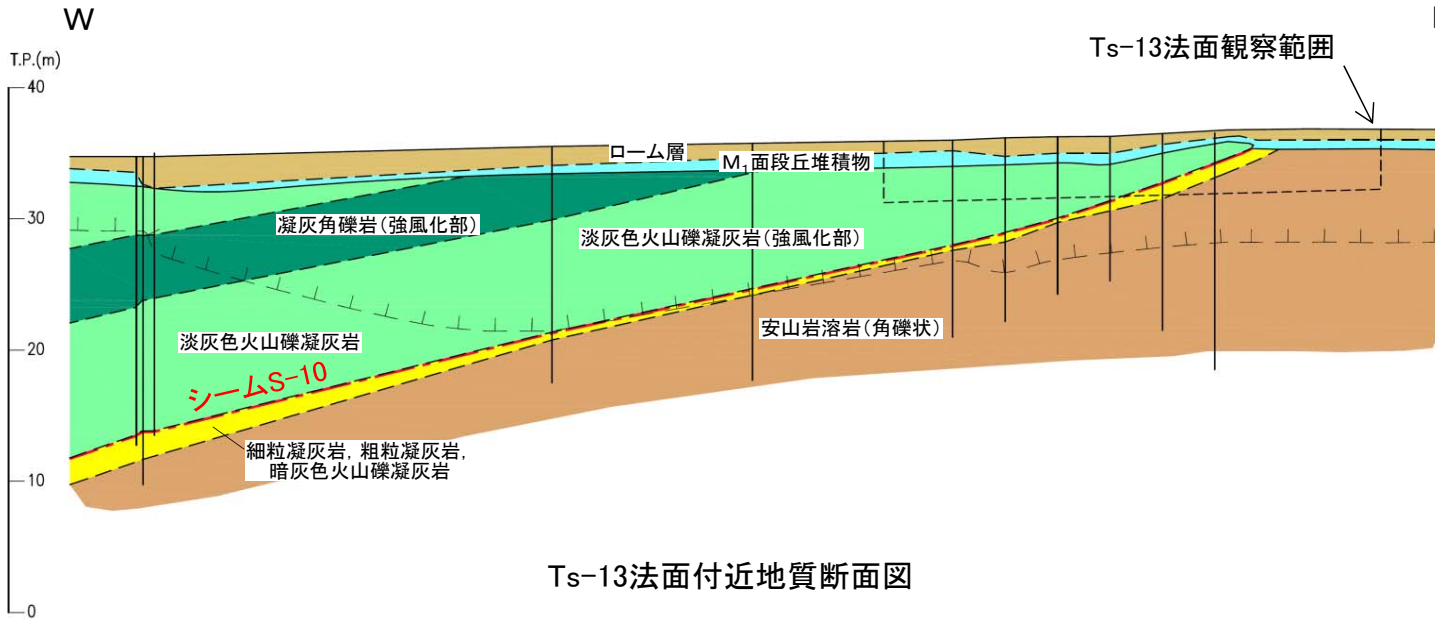 W
Ts-13法面観察範囲
T.P.(m)
40
ローム層
M₁面段丘堆積物
30
凝灰角礫岩(強風化部)
淡灰色火山礫凝灰岩(強風化部)
20
淡灰色火山礫凝灰岩
安山岩溶岩(角礫状)
シームS-10
細粒凝灰岩, 粗粒凝灰岩,
暗灰色火山礫凝灰岩
10
Ts-13法面付近地質断面図
0